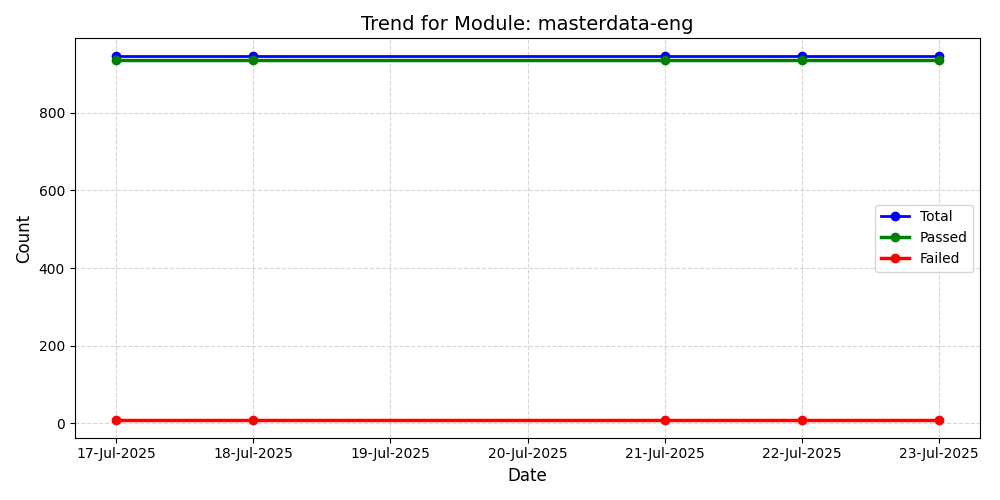 Trend for Module: masterdata-eng
Count
800
600
400
200
0
Total
Passed
Failed
17-Jul-2025 18-Jul-2025 19-Jul-2025 20-Jul-2025 21-Jul-2025 22-Jul-2025 23-Jul-2025
Date